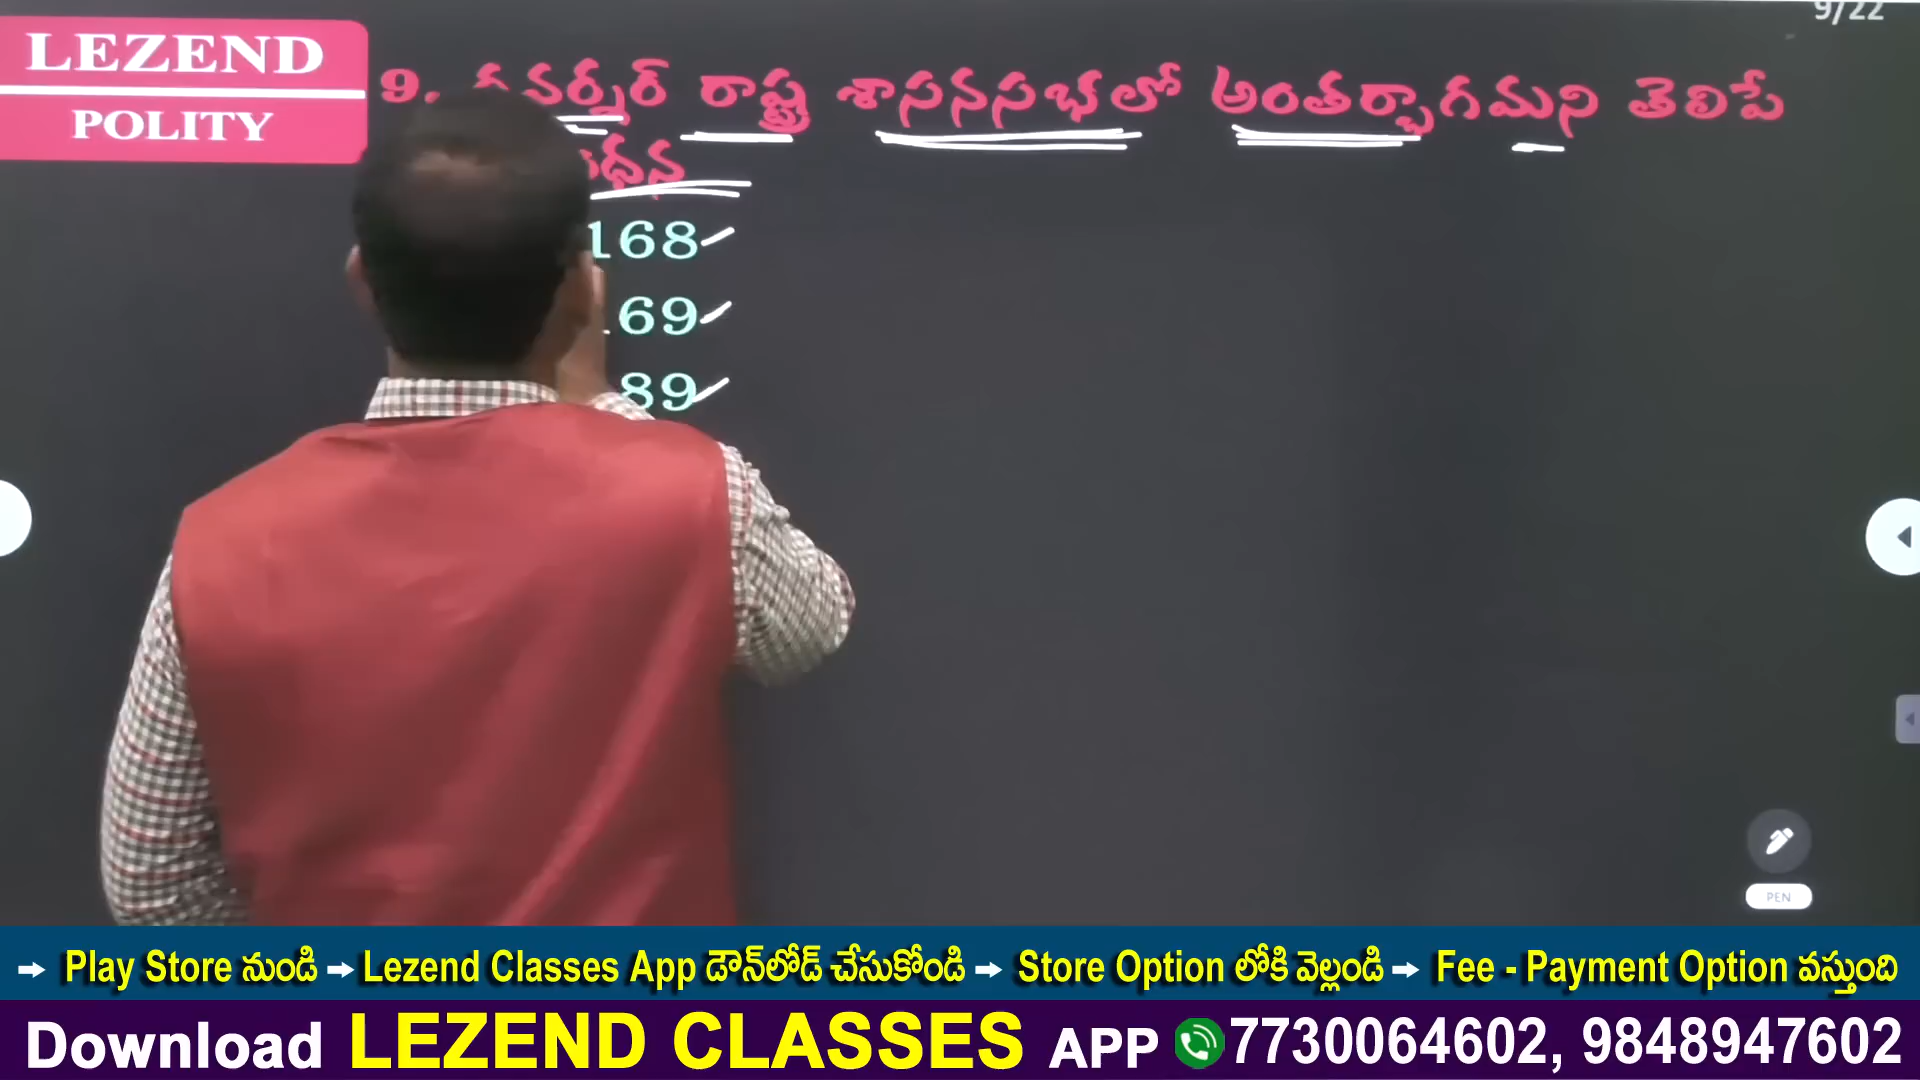 9/22
LEZEND
POLITY
9. గవర్నర్ రాష్ట్ర శాసనసభలో అంతర్భాగమని తెలిపే
168
69
89
PEN
→ Play Store నుండి → Lezend Classes App డౌన్‌లోడ్ చేసుకోండి → Store Option లోకి వెల్లండి → Fee - Payment Option వస్తుంది
Download LEZEND CLASSES APP 7730064602, 9848947602